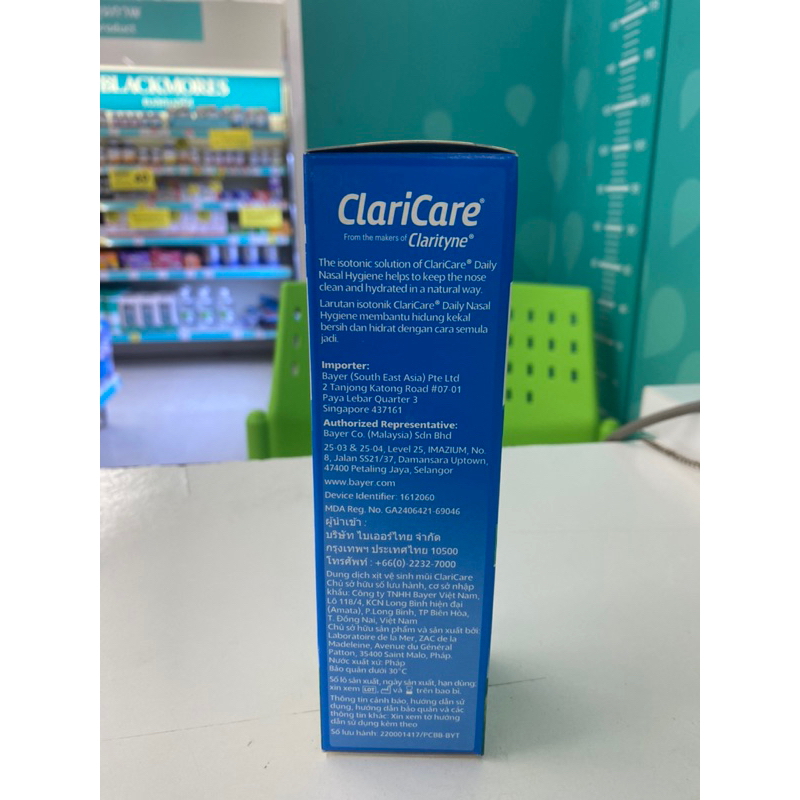 BLACKMORES
ClariCare®
From the makers of Clarityne®
The isotonic solution of ClariCare® Daily
Nasal Hygiene helps to keep the nose
clean and hydrated in a natural way.
Larutan isotonik ClariCare® Daily Nasal
Hygiene membantu hidung kekal
bersih dan hidrat dengan cara semula
jadi.
Importer:
Bayer (South East Asia) Pte Ltd
2 Tanjong Katong Road #07-01
Paya Lebar Quarter 3
Singapore 437161
Authorized Representative:
Bayer Co. (Malaysia) Sdn Bhd
25-03 & 25-04, Level 25, IMAZIUM, No.
8, Jalan SS21/37, Damansara Uptown,
47400 Petaling Jaya, Selangor
www.bayer.com
Device Identifier: 1612060
MDA Reg. No. GA2406421-69046
ผู้นำเข้า :
บริษัท ไบเออร์ไทย จำกัด
กรุงเทพฯ ประเทศไทย 10500
โทรศัพท์ : +66(0)-2232-7000
Dung dịch xịt vệ sinh mũi ClariCare
Chủ sở hữu số lưu hành, cơ sở nhập
khẩu: Công ty TNHH Bayer Việt Nam,
Lô 118/4, KCN Long Bình hiện đại
(Amata), P.Long Bình, TP Biên Hòa,
T. Đồng Nai, Việt Nam
Chủ sở hữu sản phẩm và sản xuất bởi:
Laboratoire de la Mer, ZAC de la
Madeleine, Avenue du Général
Patton, 35400 Saint Malo, Pháp.
Nước xuất xứ: Pháp
Bảo quản dưới 30°C
Số lô sản xuất, ngày sản xuất, hạn dùng:
xin xem LOT, và trên bao bì.
Thông tin cảnh báo, hướng dẫn sử
dụng, hướng dẫn bảo quản và các
thông tin khác: Xin xem tờ hướng
dẫn sử dụng kèm theo
Số lưu hành: 220001417/PCBB-BYT